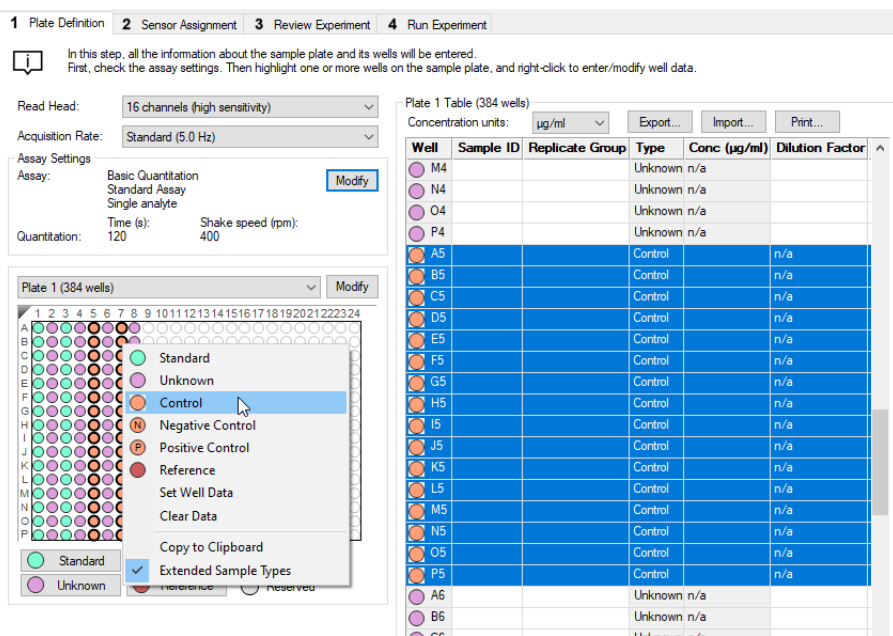 1 Plate Definition 2 Sensor Assignment 3 Review Experiment 4 Run Experiment
In this step, all the information about the sample plate and its wells will be entered.
First, check the assay settings. Then highlight one or more wells on the sample plate, and right-click to enter/modify well data.
Read Head: 16 channels (high sensitivity)
Acquisition Rate: Standard (5.0 Hz)
Assay Settings
Assay: Basic Quantitation Modify
Standard Assay
Single analyte
Time (s): Shake speed (rpm):
Quantitation: 120 400
Plate 1 (384 wells) Modify
1 2 3 4 5 6 7 8 9 10 11 12 13 14 15 16 17 18 19 20 21 22 23 24
A
B
C
D
E
F
G
H
I
J
K
L
M
N
O
P
Standard
Unknown
Control
N Negative Control
P Positive Control
Reference
Set Well Data
Clear Data
Copy to Clipboard
Extended Sample Types
Standard
Unknown Reference Reserved
Plate 1 Table (384 wells)
Concentration units: µg/ml Export... Import... Print...
Well Sample ID Replicate Group Type Conc (µg/ml) Dilution Factor
M4 Unknown n/a
N4 Unknown n/a
O4 Unknown n/a
P4 Unknown n/a
A5 Control n/a
B5 Control n/a
C5 Control n/a
D5 Control n/a
E5 Control n/a
F5 Control n/a
G5 Control n/a
H5 Control n/a
I5 Control n/a
J5 Control n/a
K5 Control n/a
L5 Control n/a
M5 Control n/a
N5 Control n/a
O5 Control n/a
P5 Control n/a
A6 Unknown n/a
B6 Unknown n/a